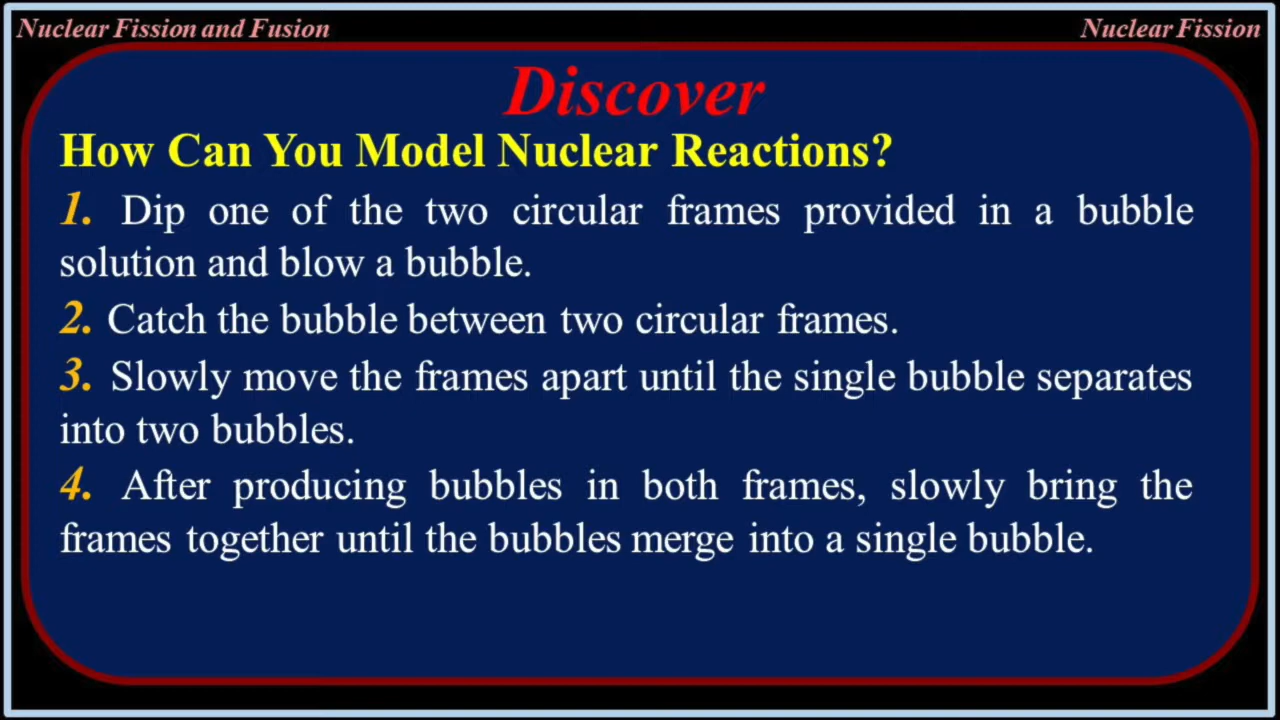 Nuclear Fission and Fusion
Nuclear Fission
Discover
How Can You Model Nuclear Reactions?
1. Dip one of the two circular frames provided in a bubble
solution and blow a bubble.
2. Catch the bubble between two circular frames.
3. Slowly move the frames apart until the single bubble separates
into two bubbles.
4. After producing bubbles in both frames, slowly bring the
frames together until the bubbles merge into a single bubble.